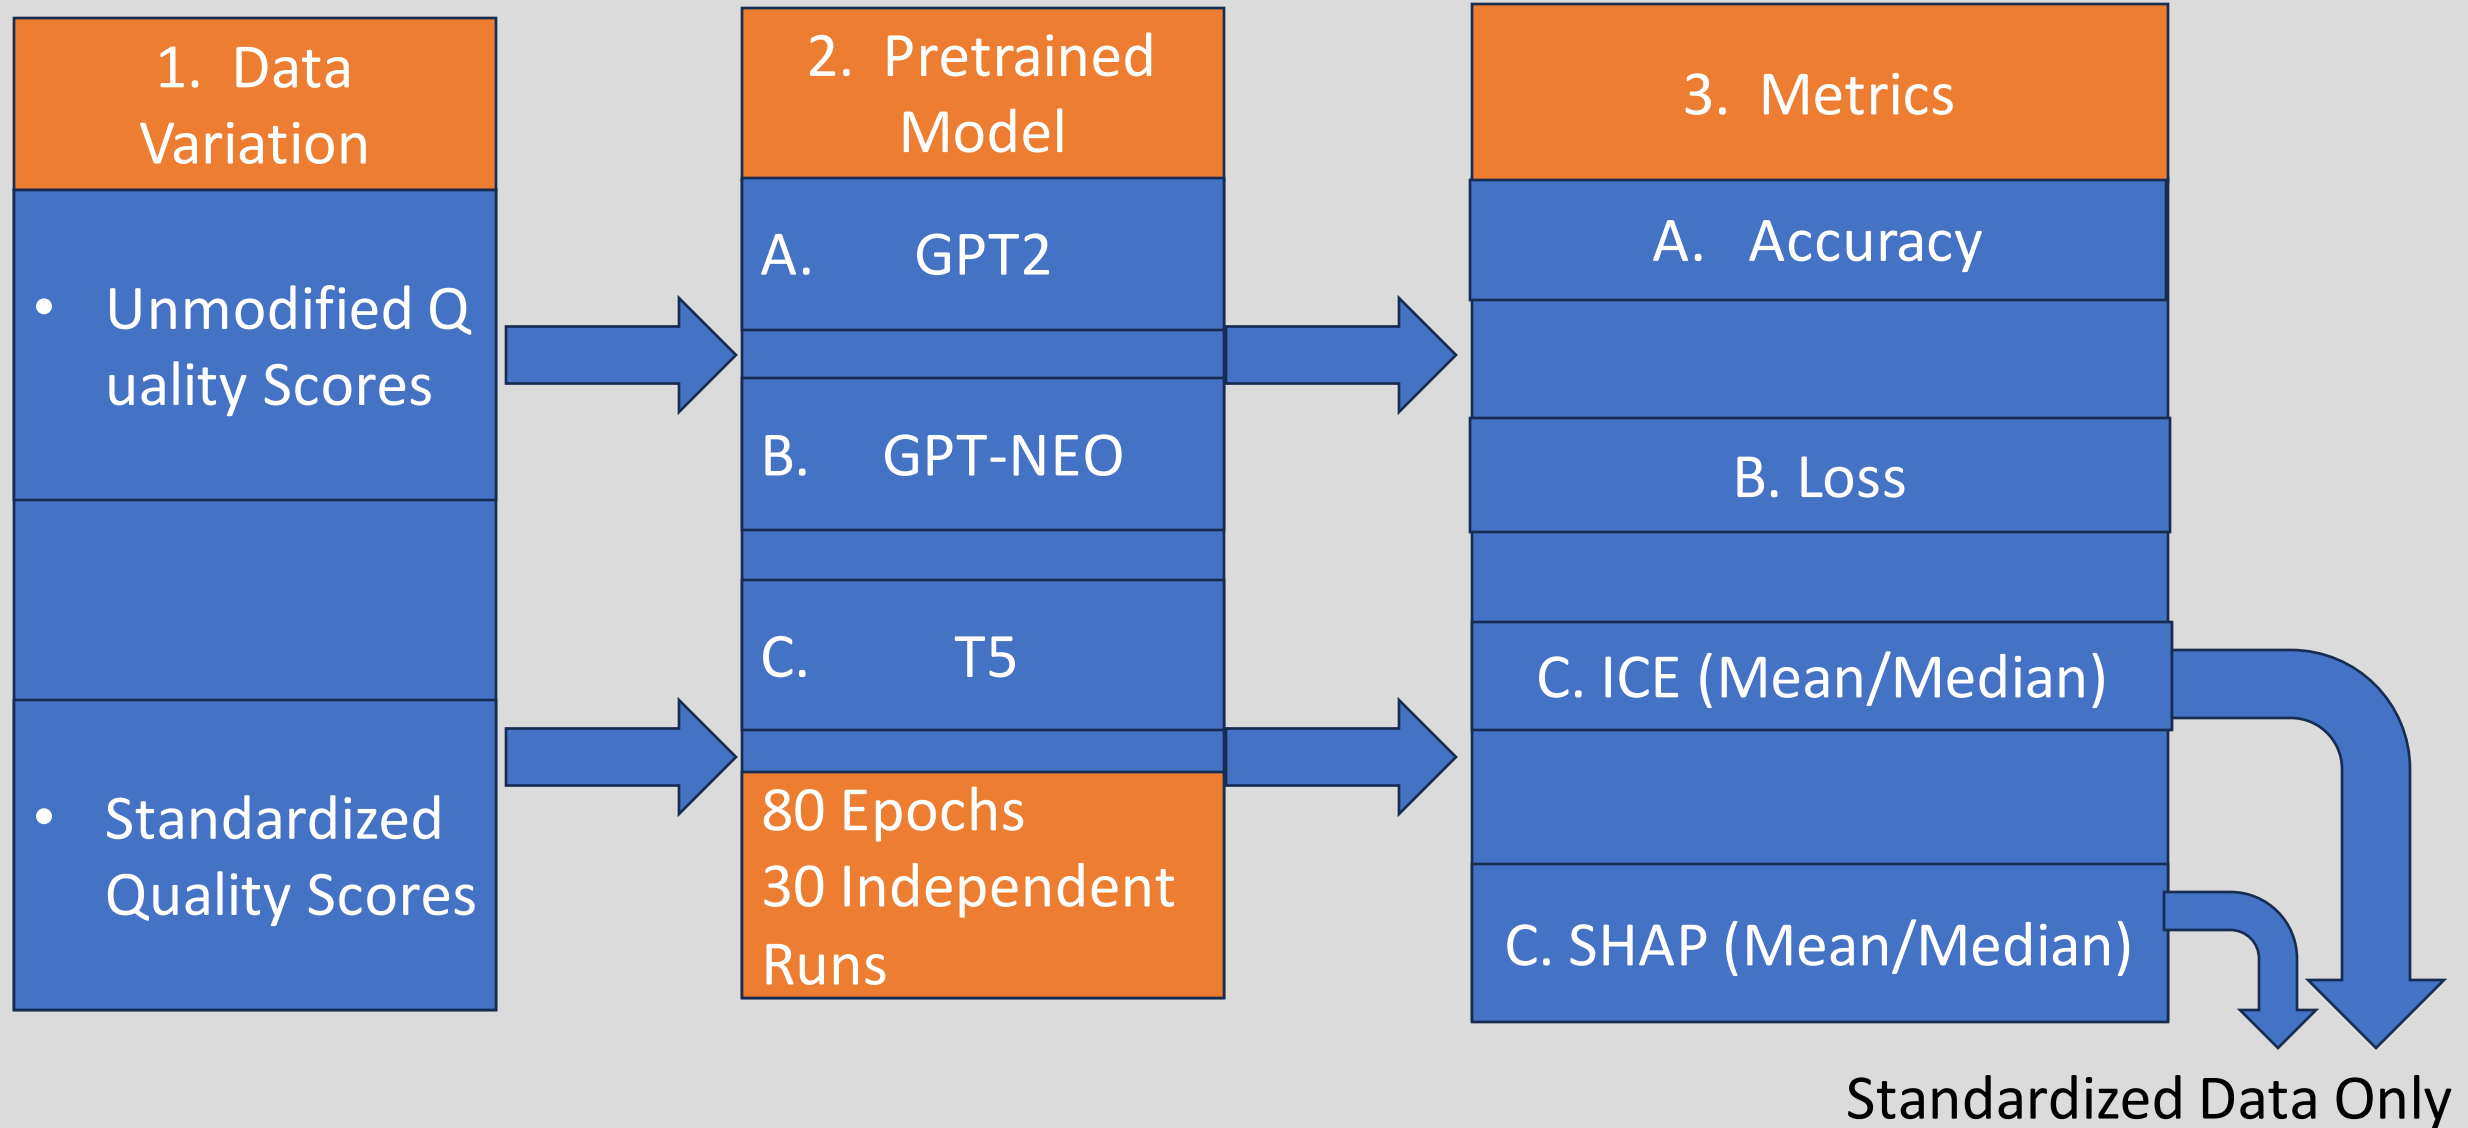 1. Data
Variation
• Unmodified Q
uality Scores
• Standardized
Quality Scores
2. Pretrained
Model
A. GPT2
B. GPT-NEO
C. T5
80 Epochs
30 Independent
Runs
3. Metrics
A. Accuracy
B. Loss
C. ICE (Mean/Median)
C. SHAP (Mean/Median)
Standardized Data Only